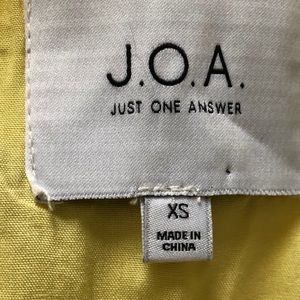 J.O.A.
JUST ONE ANSWER
XS
MADE IN
CHINA